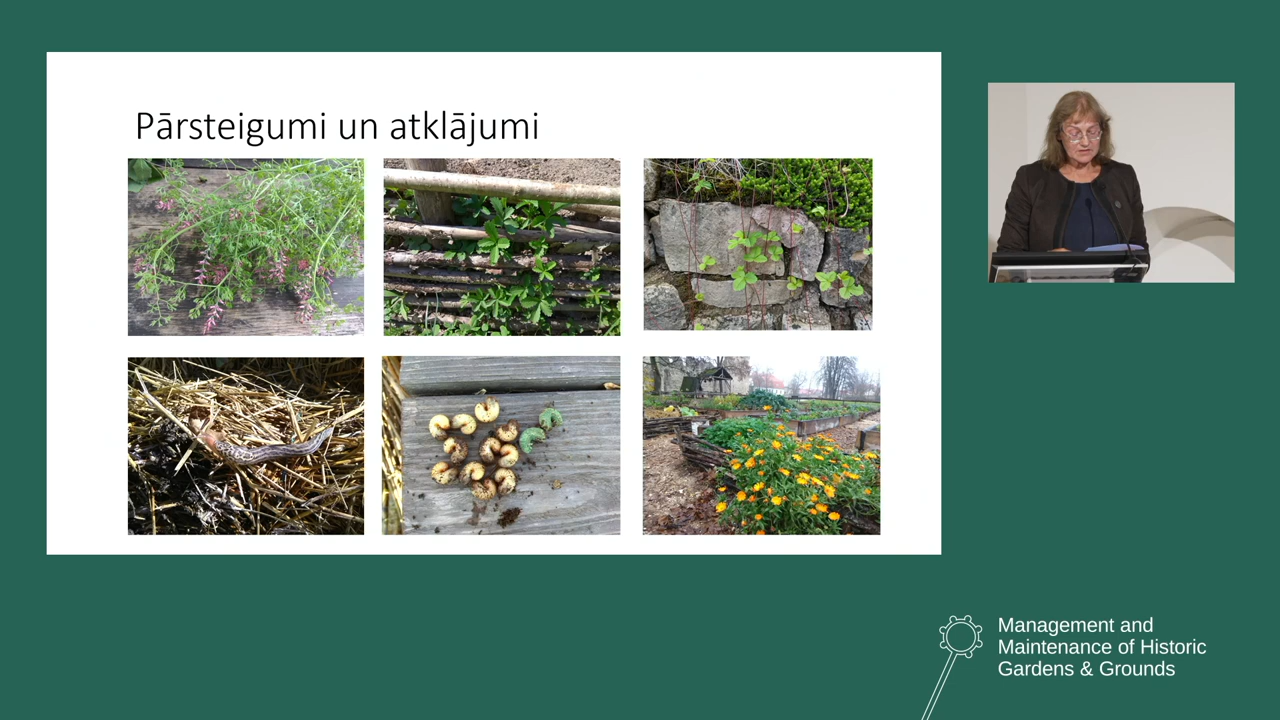 Pārsteigumi un atklājumi
Management and
Maintenance of Historic
Gardens & Grounds